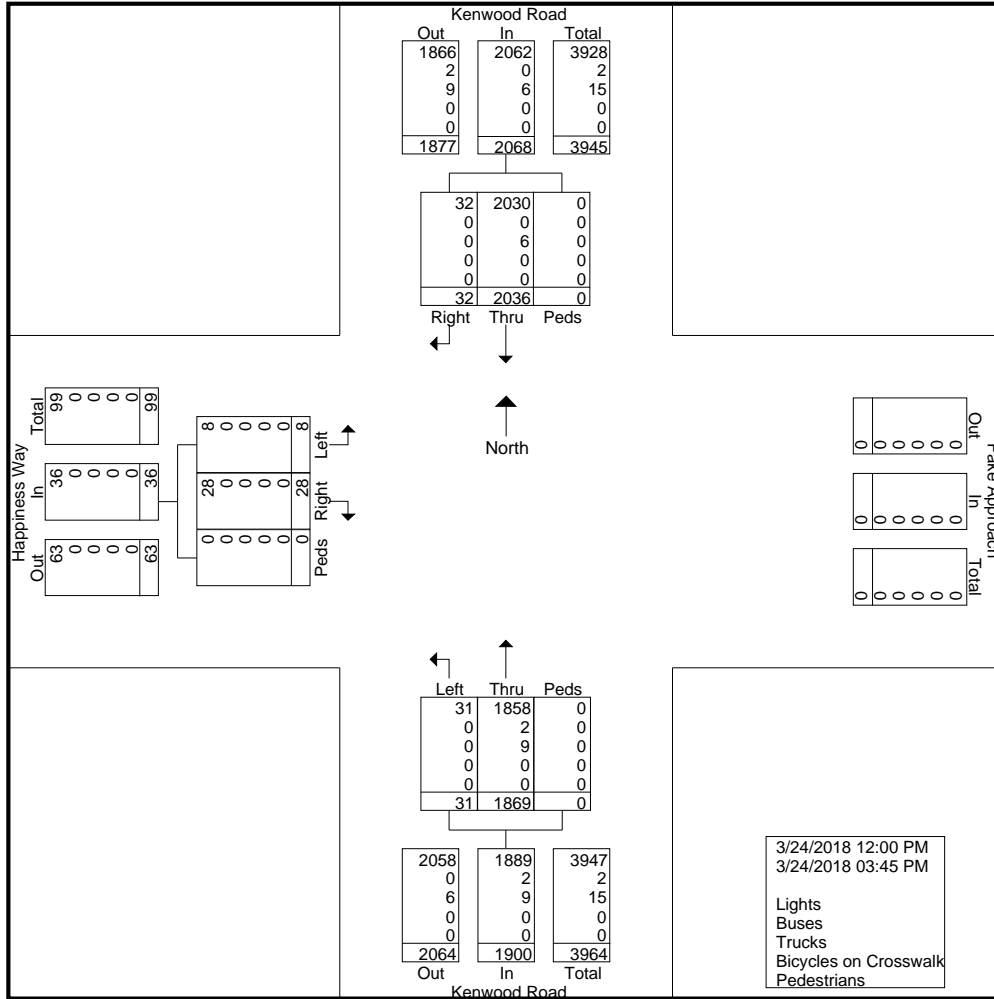 Kenwood Road
Out In Total
1866 2062 3928
2 0 2
9 6 15
0 0 0
0 0 0
1877 2068 3945
32 2030 0
0 0 0
0 6 0
0 0 0
0 0 0
32 2036 0
Right Thru Peds
North
Happiness Way
Total
99 0 0 0 0 99
In
36 0 0 0 0 36
Out
63 0 0 0 0 63
8 0 0 0 0 8
Left
28 0 0 0 0 28
Right
0 0 0 0 0 0
Peds
Fake Approach
Out
0 0 0 0 0 0
In
0 0 0 0 0 0
Total
0 0 0 0 0 0
Left Thru Peds
31 1858 0
0 2 0
0 9 0
0 0 0
0 0 0
31 1869 0
2058 1889 3947
0 2 2
6 9 15
0 0 0
0 0 0
2064 1900 3964
Out In Total
Kenwood Road
3/24/2018 12:00 PM
3/24/2018 03:45 PM
Lights
Buses
Trucks
Bicycles on Crosswalk
Pedestrians